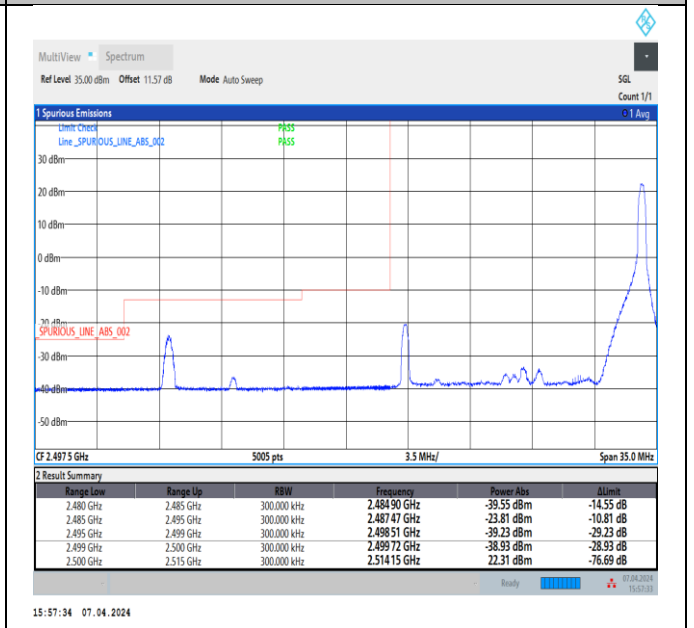 MultiView Spectrum
Ref Level 35.00 dBm Offset 11.57 dB Mode Auto Sweep SGL
Count 1/1
1 Spurious Emissions 1 Avg
Limit Check PASS
Line _SPURIOUS_LINE_ABS_002 PASS
30 dBm
20 dBm
10 dBm
0 dBm
-10 dBm
-20 dBm
_SPURIOUS_LINE_ABS_002
-30 dBm
-40 dBm
-50 dBm
CF 2.4975 GHz 5005 pts 3.5 MHz/ Span 35.0 MHz
2 Result Summary
Range Low Range Up RBW Frequency Power Abs ΔLimit
2.480 GHz 2.485 GHz 300.000 kHz 2.48490 GHz -39.55 dBm -14.55 dB
2.485 GHz 2.495 GHz 300.000 kHz 2.48747 GHz -23.81 dBm -10.81 dB
2.495 GHz 2.499 GHz 300.000 kHz 2.49851 GHz -39.23 dBm -29.23 dB
2.499 GHz 2.500 GHz 300.000 kHz 2.49972 GHz -38.93 dBm -28.93 dB
2.500 GHz 2.515 GHz 300.000 kHz 2.51415 GHz 22.31 dBm -76.69 dB
Ready 07.04.2024
15:57:33
15:57:34 07.04.2024